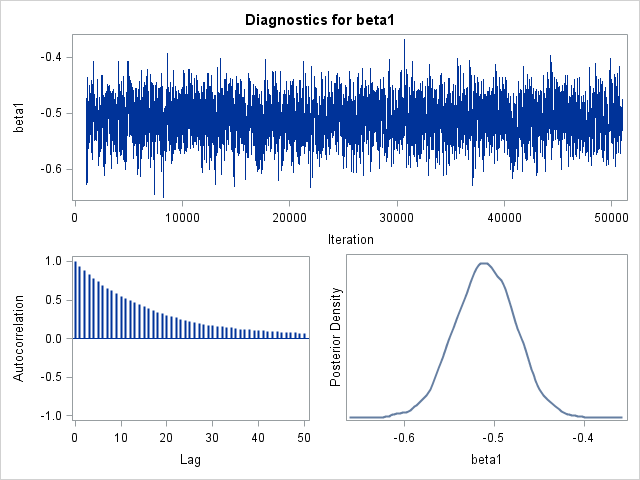 Diagnostics for beta1
beta1
-0.4
-0.5
-0.6
0 10000 20000 30000 40000 50000
Iteration
Autocorrelation
1.0
0.5
0.0
-0.5
-1.0
0 10 20 30 40 50
Lag
Posterior Density
-0.6 -0.5 -0.4
beta1